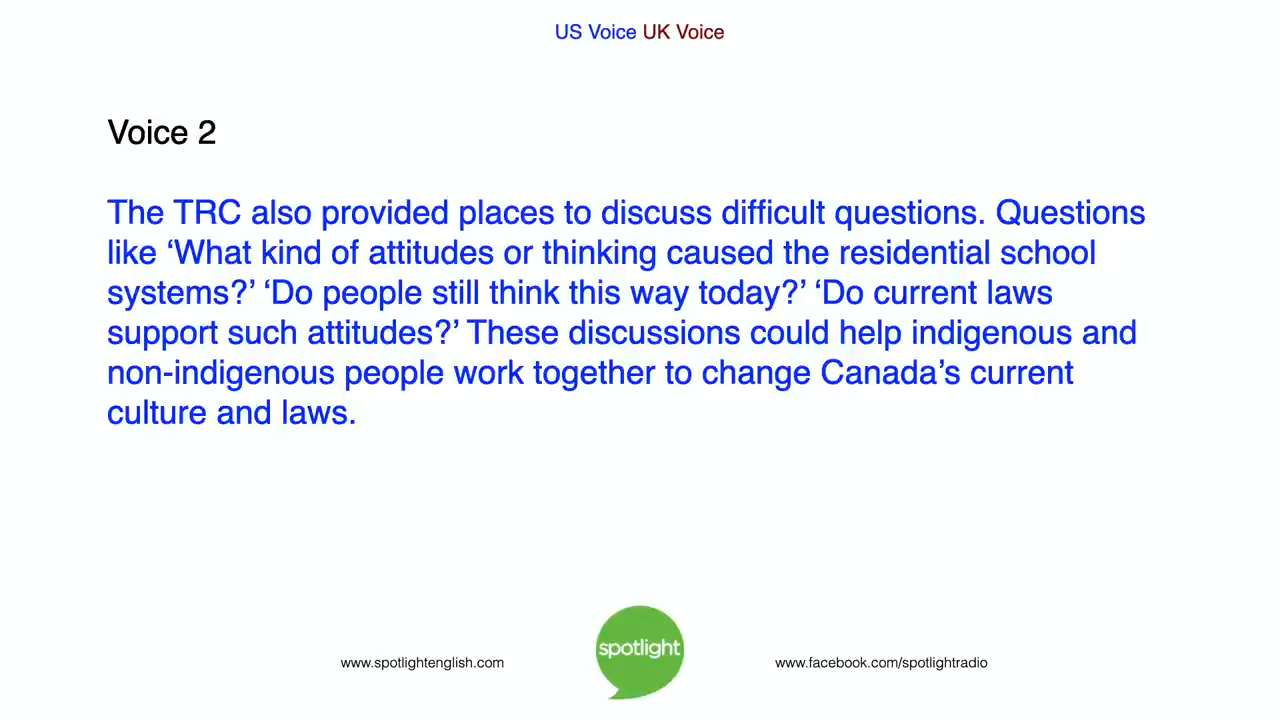 US Voice UK Voice
Voice 2
The TRC also provided places to discuss difficult questions. Questions
like ‘What kind of attitudes or thinking caused the residential school
systems?’ ‘Do people still think this way today?’ ‘Do current laws
support such attitudes?’ These discussions could help indigenous and
non-indigenous people work together to change Canada’s current
culture and laws.
www.spotlightenglish.com
spotlight
www.facebook.com/spotlightradio